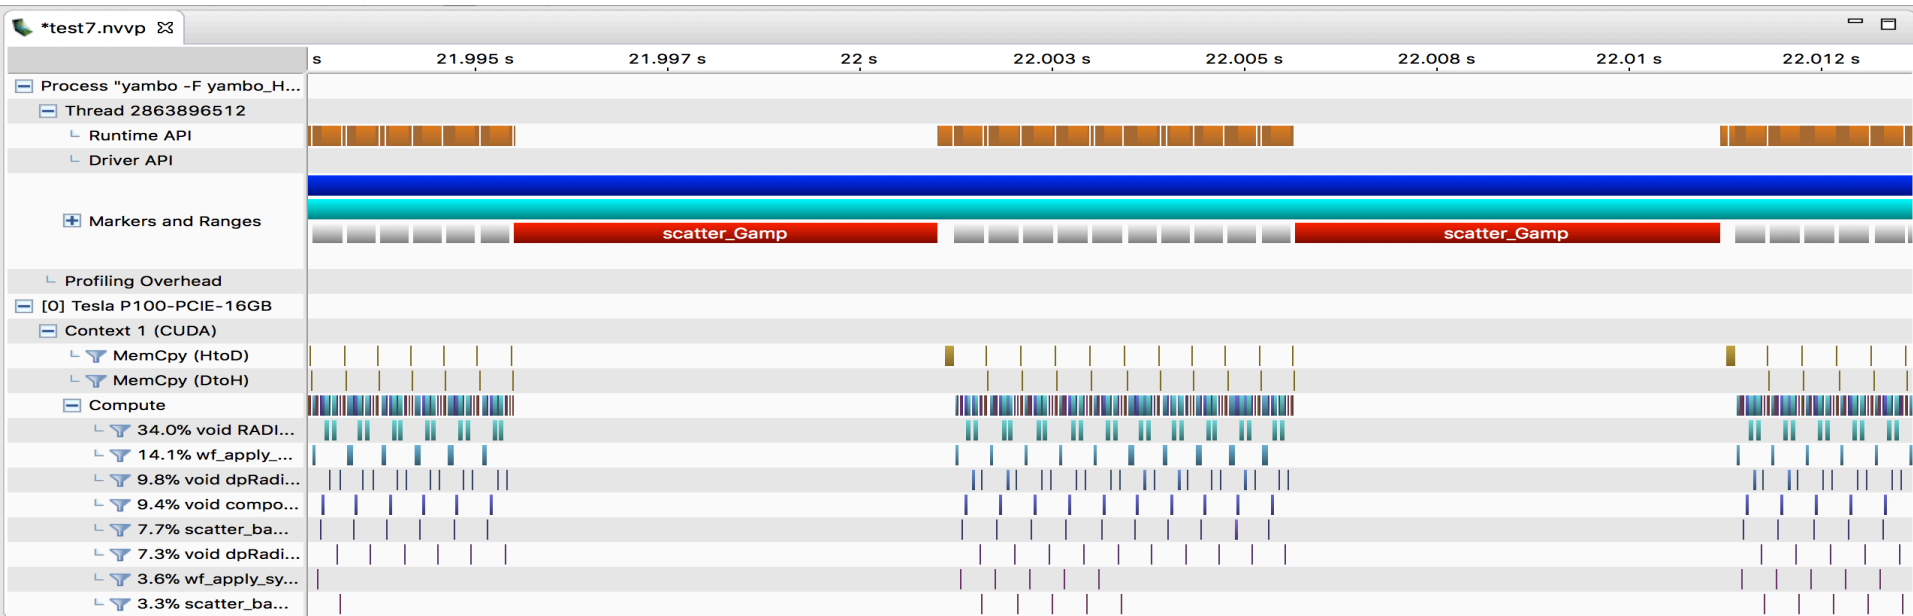 *test7.nvvp
s 21.995 s 21.997 s 22 s 22.003 s 22.005 s 22.008 s 22.01 s 22.012 s
Process "yambo -F yambo_H...
Thread 2863896512
Runtime API
Driver API
Markers and Ranges
scatter_Gamp scatter_Gamp
Profiling Overhead
[0] Tesla P100-PCIE-16GB
Context 1 (CUDA)
MemCpy (HtoD)
MemCpy (DtoH)
Compute
34.0% void RADI...
14.1% wf_apply_...
9.8% void dpRadi...
9.4% void compo...
7.7% scatter_ba...
7.3% void dpRadi...
3.6% wf_apply_sy...
3.3% scatter_ba...